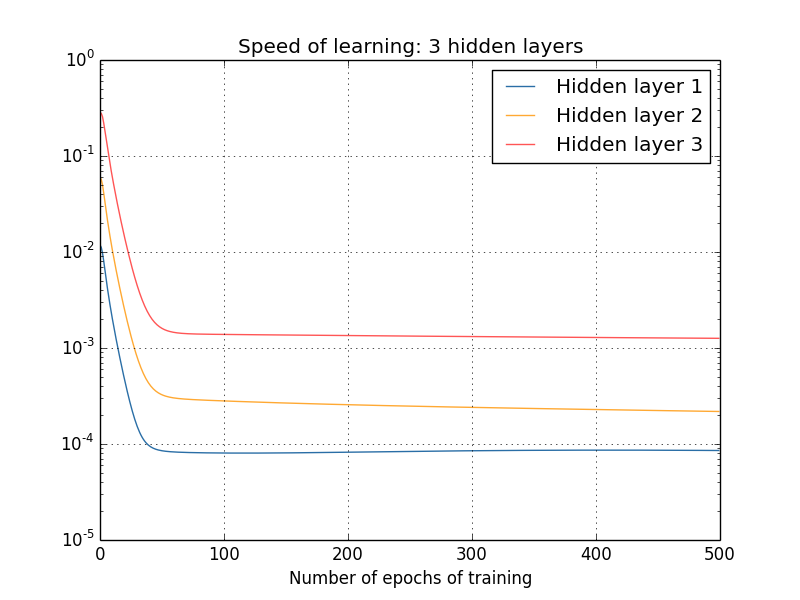 Speed of learning: 3 hidden layers
10^0
10^-1
10^-2
10^-3
10^-4
10^-5
Hidden layer 1
Hidden layer 2
Hidden layer 3
0 100 200 300 400 500
Number of epochs of training